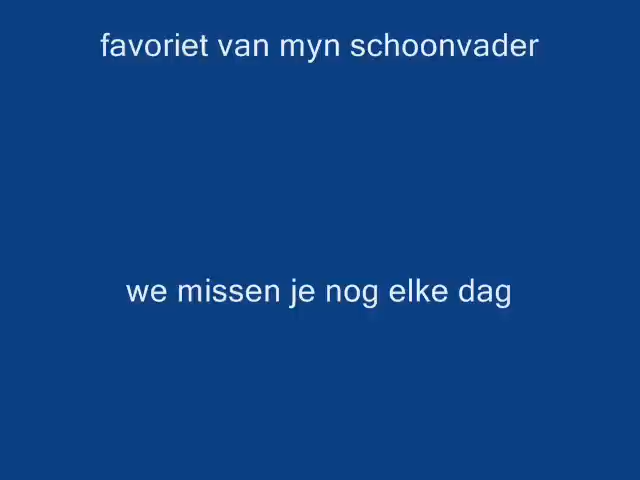 favoriet van myn schoonvader
we missen je nog elke dag